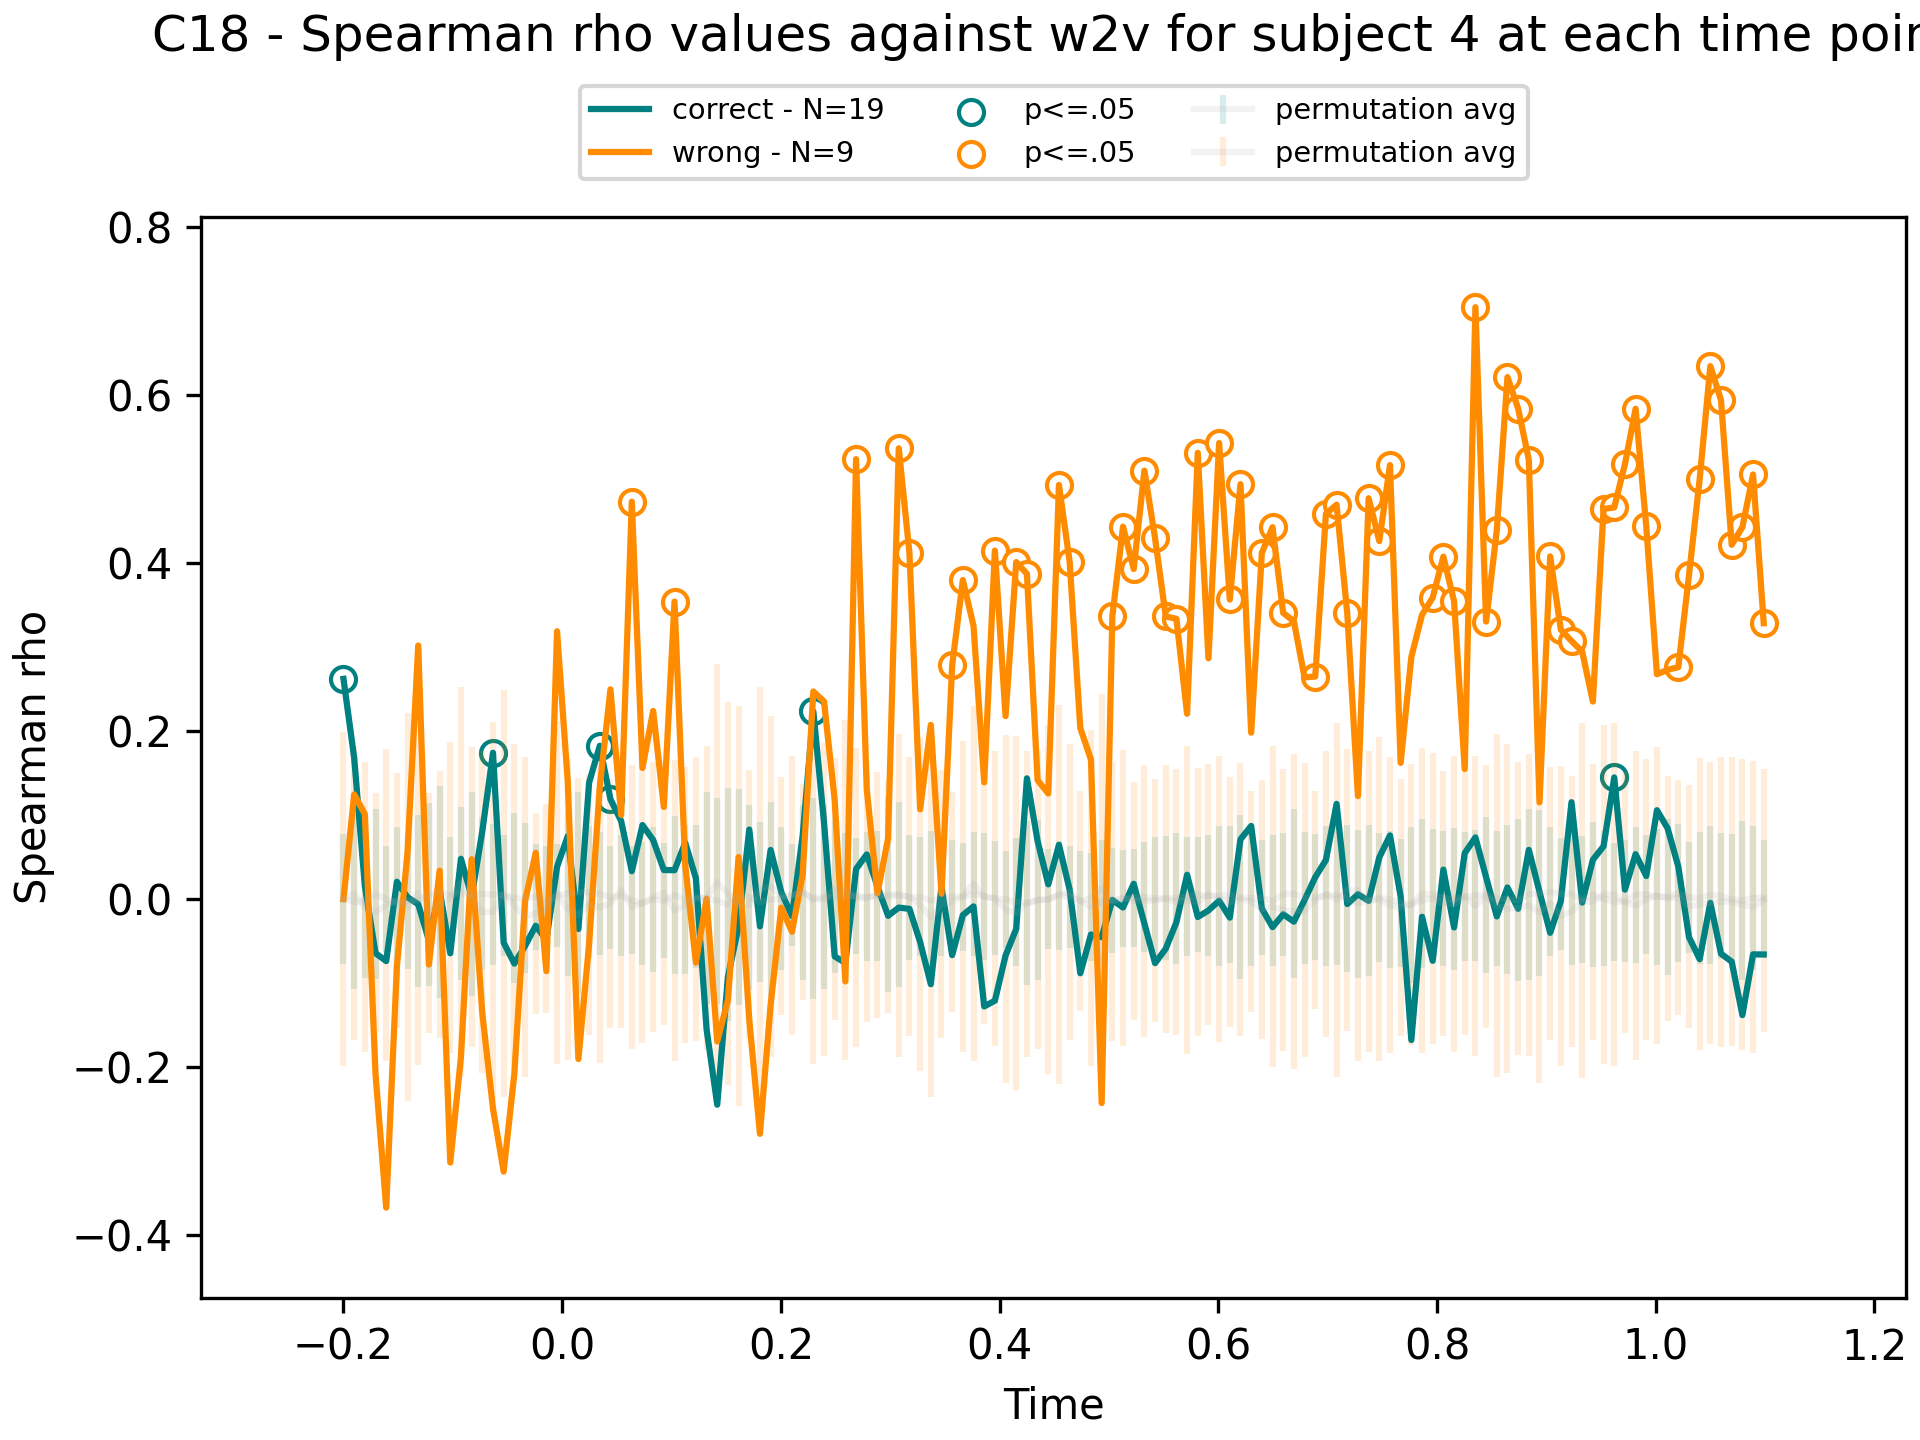 C18 - Spearman rho values against w2v for subject 4 at each time
correct - N=19 p<=.05 permutation avg
wrong - N=9 p<=.05 permutation avg
0.8
0.6
0.4
0.2
0.0
−0.2
−0.4
Spearman rho
−0.2 0.0 0.2 0.4 0.6 0.8 1.0 1.2
Time